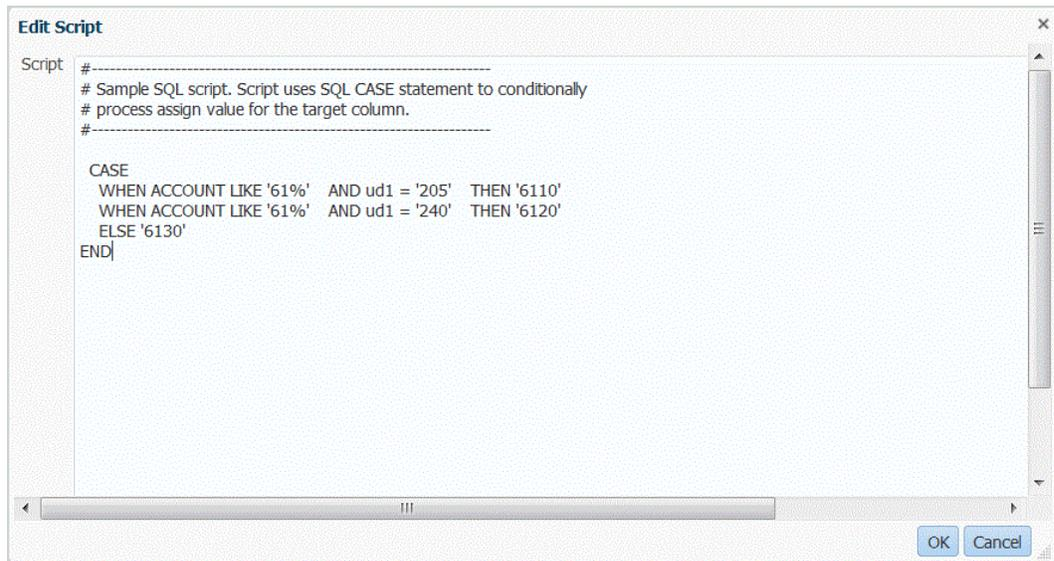 Edit Script
Script
#------------------------------------------------------------------
# Sample SQL script. Script uses SQL CASE statement to conditionally
# process assign value for the target column.
#------------------------------------------------------------------
CASE
WHEN ACCOUNT LIKE '61%' AND ud1 = '205' THEN '6110'
WHEN ACCOUNT LIKE '61%' AND ud1 = '240' THEN '6120'
ELSE '6130'
END
OK Cancel